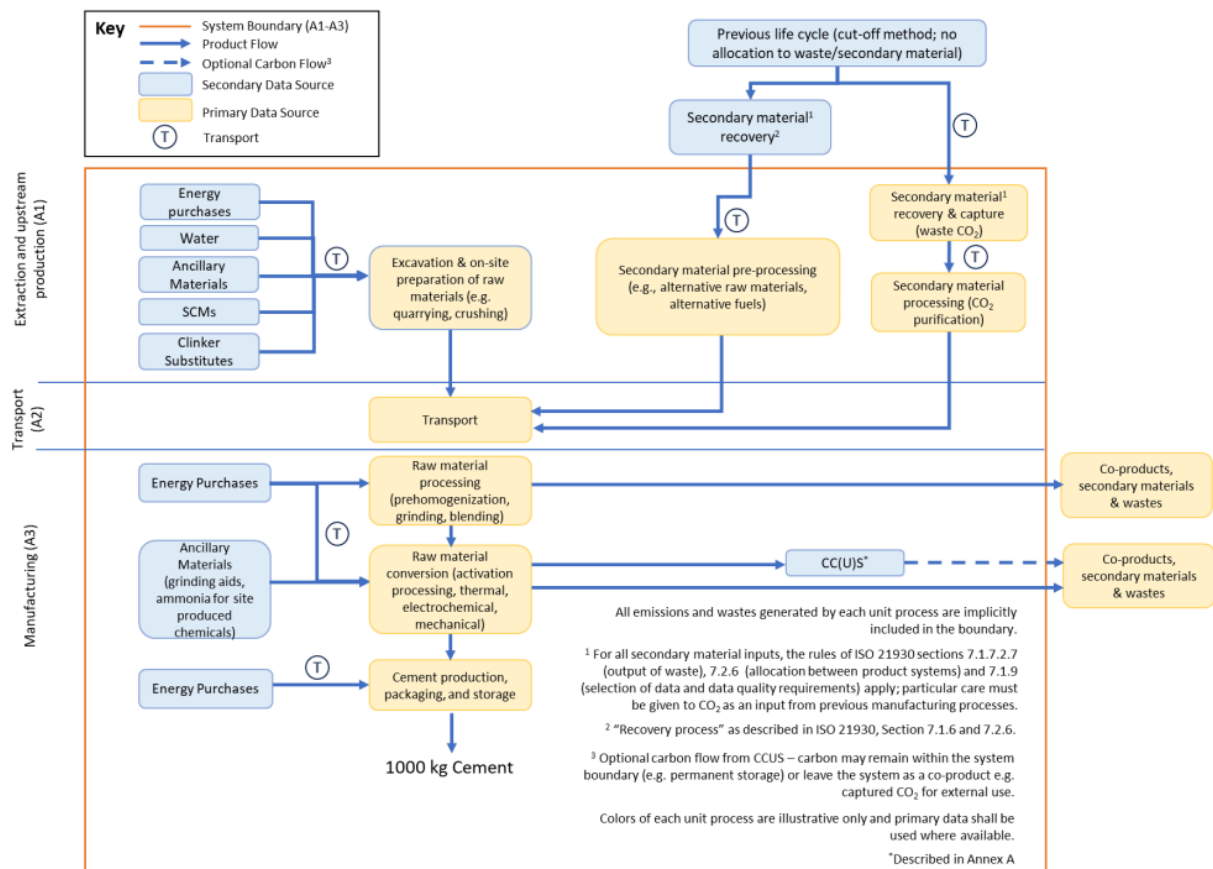 Key
System Boundary (A1-A3)
Product Flow
Optional Carbon Flow³
Secondary Data Source
Primary Data Source
T
Transport
Previous life cycle (cut-off method; no
allocation to waste/secondary material)
Secondary material¹
recovery²
T
Extraction and upstream
production (A1)
Energy
purchases
Water
Ancillary
Materials
SCMs
Clinker
Substitutes
T
Excavation & on-site
preparation of raw
materials (e.g.
quarrying, crushing)
T
Secondary material pre-processing
(e.g., alternative raw materials,
alternative fuels)
Secondary material¹
recovery & capture
(waste CO₂)
T
Secondary material
processing (CO₂
purification)
Transport
(A2)
Transport
Manufacturing (A3)
Energy Purchases
T
Ancillary
Materials
(grinding aids,
ammonia for site
produced
chemicals)
Energy Purchases
T
Raw material
processing
(prehomogenization,
grinding, blending)
Raw material
conversion (activation
processing, thermal,
electrochemical,
mechanical)
Cement production,
packaging, and storage
1000 kg Cement
CC(U)S*
Co-products,
secondary materials
& wastes
Co-products,
secondary materials
& wastes
All emissions and wastes generated by each unit process are implicitly
included in the boundary.
¹ For all secondary material inputs, the rules of ISO 21930 sections 7.1.7.2.7
(output of waste), 7.2.6 (allocation between product systems) and 7.1.9
(selection of data and data quality requirements) apply; particular care must
be given to CO₂ as an input from previous manufacturing processes.
² “Recovery process” as described in ISO 21930, Section 7.1.6 and 7.2.6.
³ Optional carbon flow from CCUS – carbon may remain within the system
boundary (e.g. permanent storage) or leave the system as a co-product e.g.
captured CO₂ for external use.
Colors of each unit process are illustrative only and primary data shall be
used where available.
*Described in Annex A